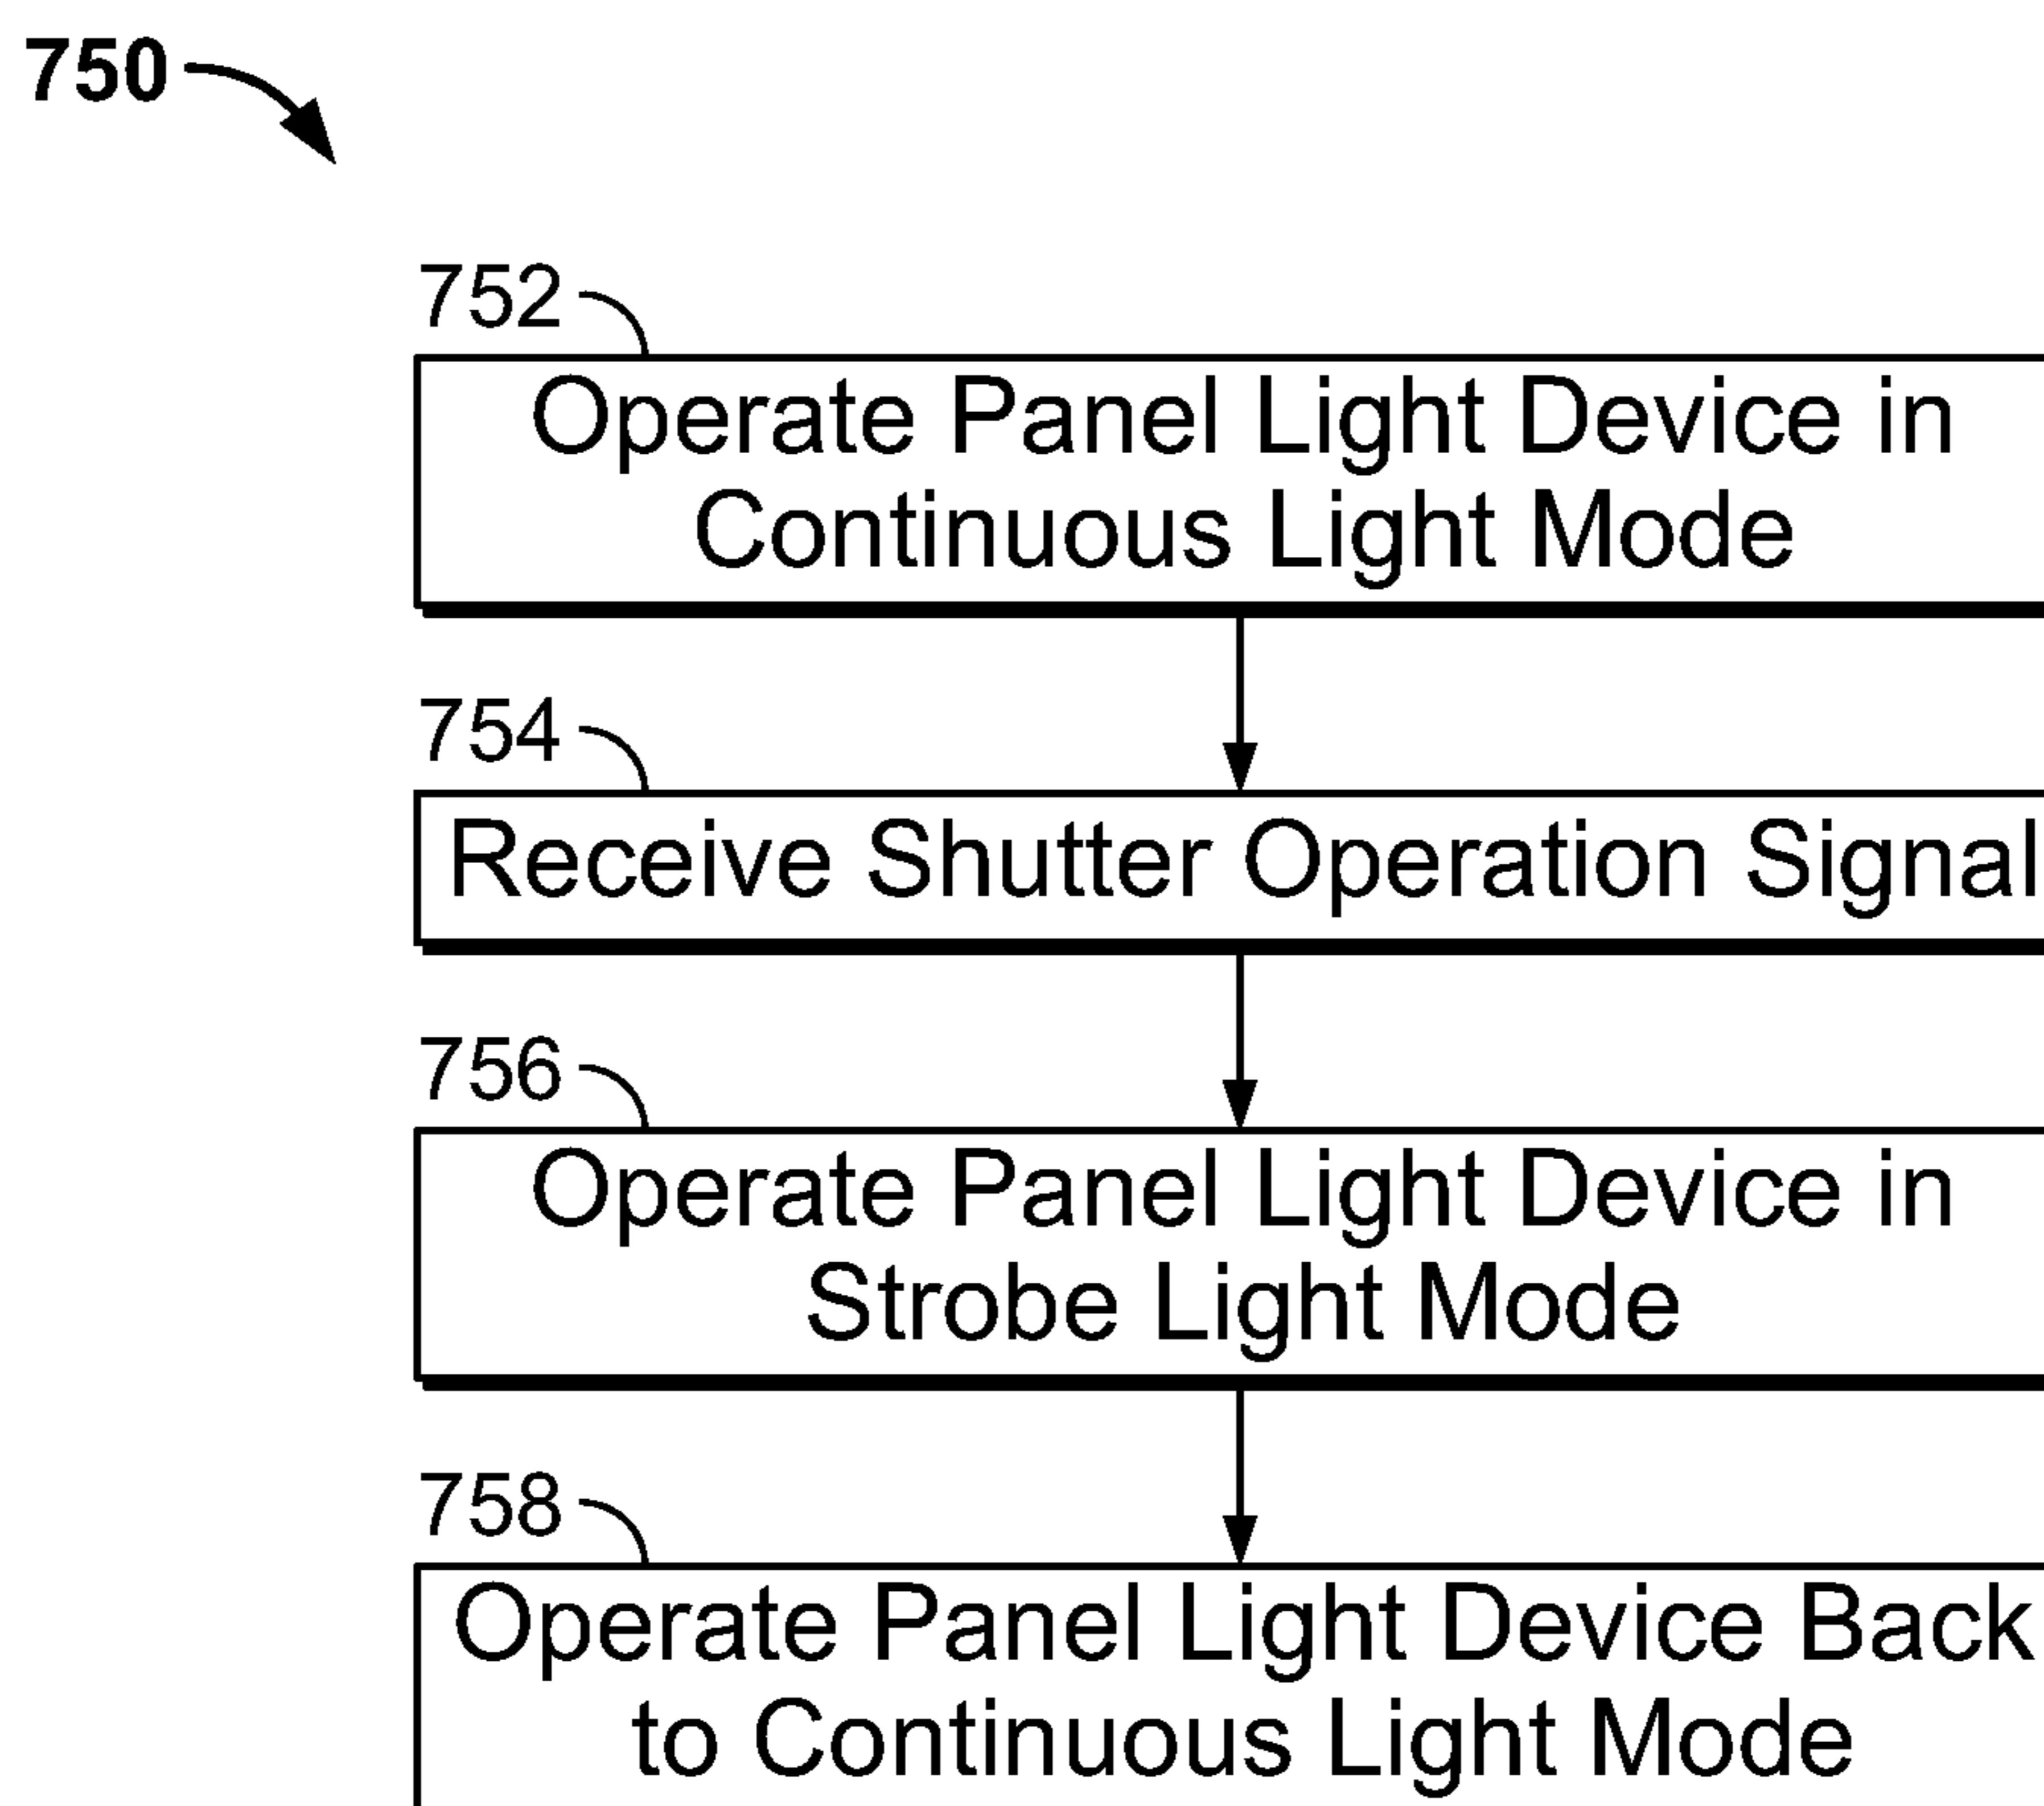 750
752
Operate Panel Light Device in
Continuous Light Mode
754
Receive Shutter Operation Signal
756
Operate Panel Light Device in
Strobe Light Mode
758
Operate Panel Light Device Back
to Continuous Light Mode